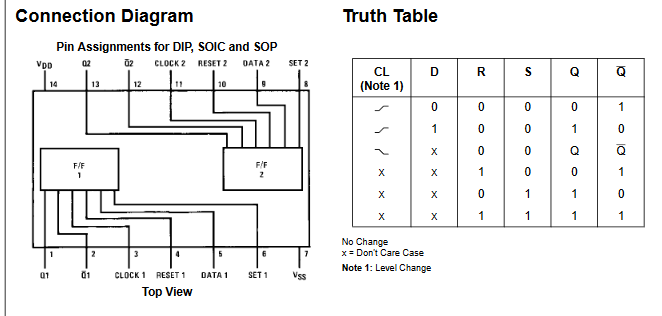 Connection Diagram
Pin Assignments for DIP, SOIC and SOP
VDD Q2 Q̅2 CLOCK 2 RESET 2 DATA 2 SET 2
14 13 12 11 10 9 8
F/F
1
F/F
2
1 2 3 4 5 6 7
Q1 Q̅1 CLOCK 1 RESET 1 DATA 1 SET 1 VSS
Top View
Truth Table
CL D R S Q Q̅
(Note 1)
0 0 0 0 1
1 0 0 1 0
x 0 0 Q Q̅
x x 1 0 0 1
x x 0 1 1 0
x x 1 1 1 1
No Change
x = Don't Care Case
Note 1: Level Change